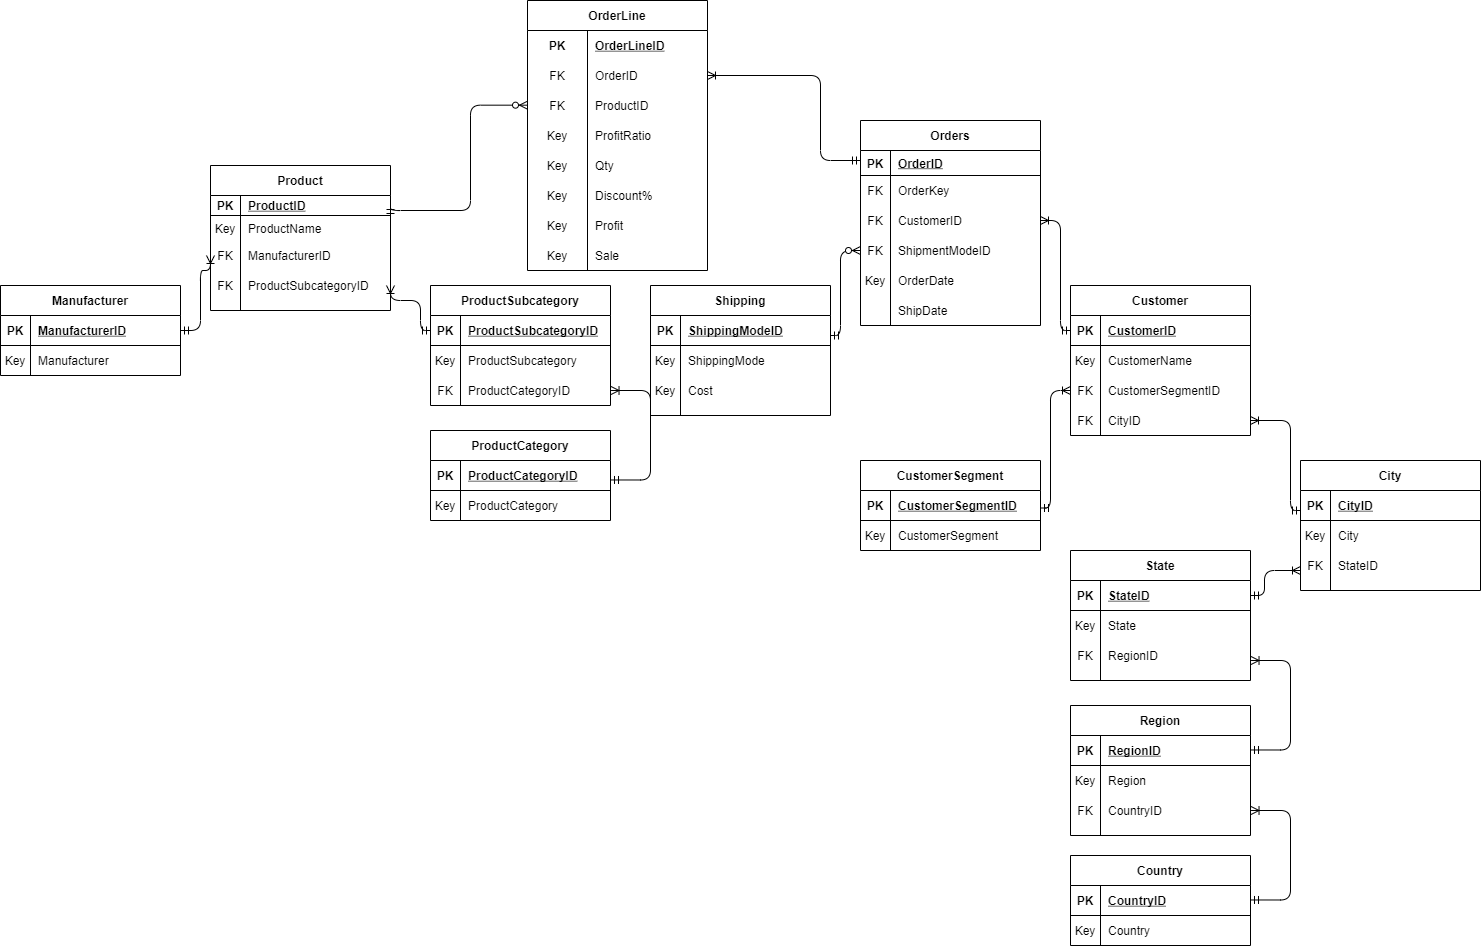 OrderLine
PK OrderLineID
FK OrderID
FK ProductID
Key ProfitRatio
Key Qty
Key Discount%
Key Profit
Key Sale
Orders
PK OrderID
FK OrderKey
FK CustomerID
FK ShipmentModeID
Key OrderDate
ShipDate
Product
PK ProductID
Key ProductName
FK ManufacturerID
FK ProductSubcategoryID
Manufacturer
PK ManufacturerID
Key Manufacturer
ProductSubcategory
PK ProductSubcategoryID
Key ProductSubcategory
FK ProductCategoryID
Shipping
PK ShippingModeID
Key ShippingMode
Key Cost
Customer
PK CustomerID
Key CustomerName
FK CustomerSegmentID
FK CityID
ProductCategory
PK ProductCategoryID
Key ProductCategory
CustomerSegment
PK CustomerSegmentID
Key CustomerSegment
City
PK CityID
Key City
FK StateID
State
PK StateID
Key State
FK RegionID
Region
PK RegionID
Key Region
FK CountryID
Country
PK CountryID
Key Country